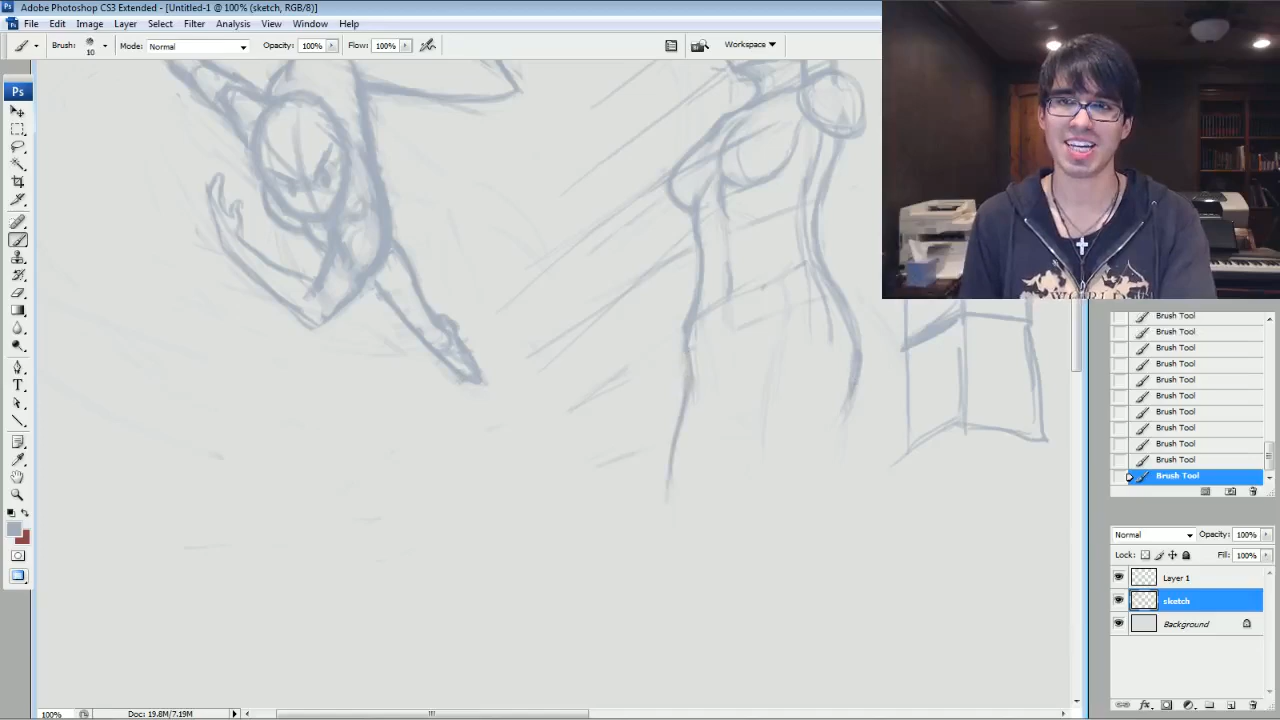 Adobe Photoshop CS3 Extended - [Untitled-1 @ 100% (sketch, RGB/8)]
File Edit Image Layer Select Filter Analysis View Window Help
Brush: 10 Mode: Normal Opacity: 100% Flow: 100% Workspace
Ps
T
WORLD
Brush Tool
Brush Tool
Brush Tool
Brush Tool
Brush Tool
Brush Tool
Brush Tool
Brush Tool
Brush Tool
Brush Tool
Brush Tool
Normal Opacity: 100%
Lock: Fill: 100%
Layer 1
sketch
Background
100% Doc: 19.8M/7.19M
fx